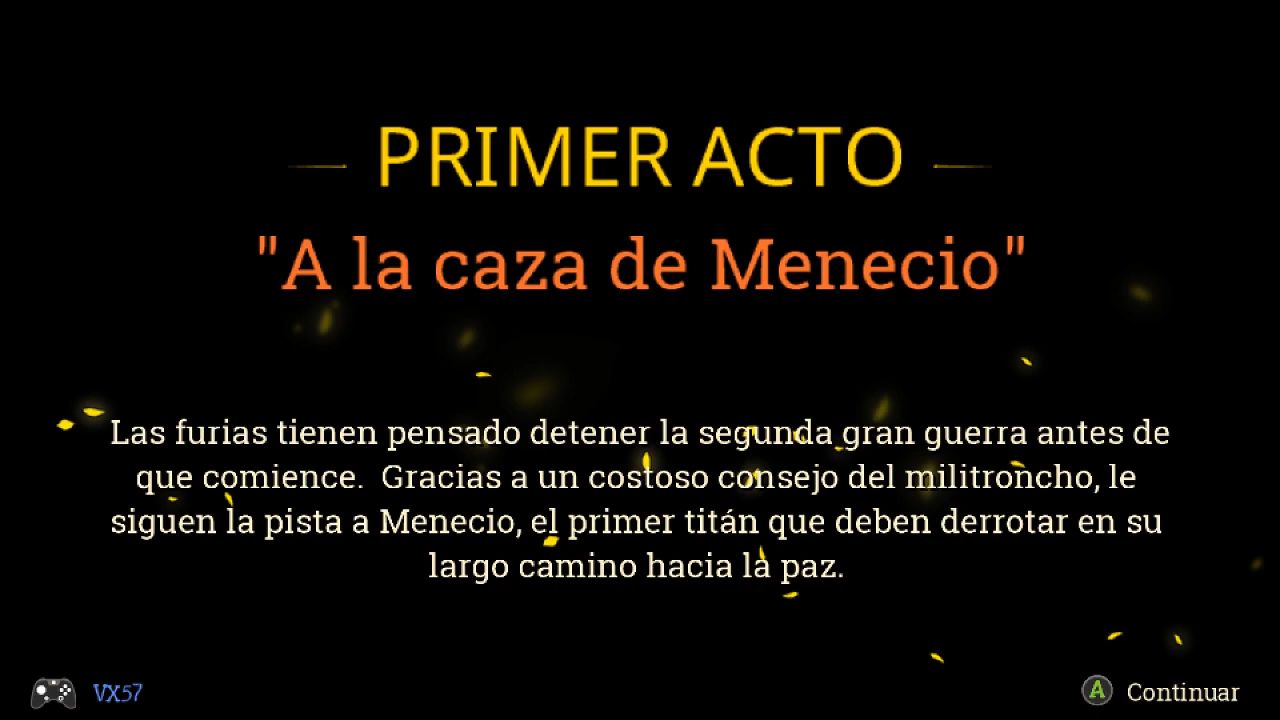 PRIMER ACTO
"A la caza de Menecio"
Las furias tienen pensado detener la segunda gran guerra antes de
que comience.  Gracias a un costoso consejo del militroncho, le
siguen la pista a Menecio, el primer titán que deben derrotar en su
largo camino hacia la paz.
VX57
A Continuar